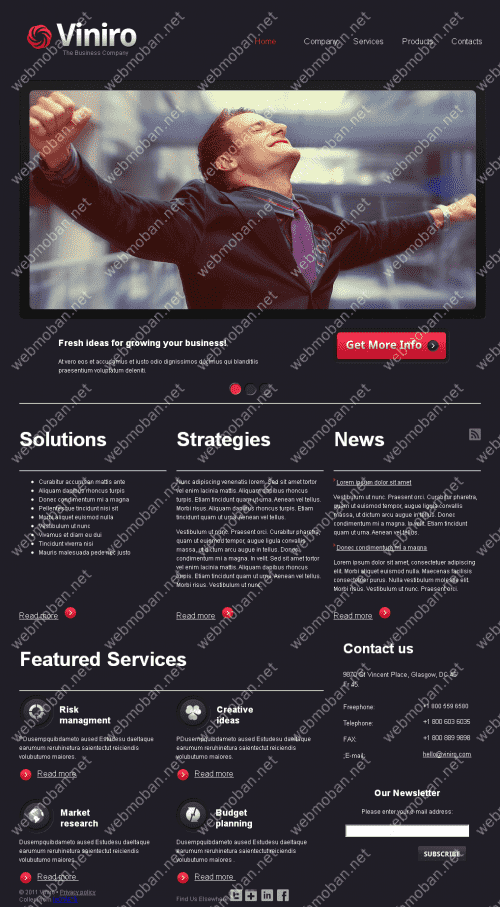 Viniro
The Business Company
Home Company Services Products Contacts
Fresh ideas for growing your business!
At vero eos et accusamus et iusto odio dignissimos ducimus qui blanditiis
praesentium voluptatum deleniti.
Get More Info
Solutions
Curabitur accumsan mattis ante
Aliquam dapibus rhoncus turpis
Donec condimentum mi a magna
Pellentesque tincidunt nisi sit
Morbi aliquet euismod nulla
Vestibulum ut nunc
Vivamus et diam eu dui
Tincidunt viverra nisi
Mauris malesuada pede nec justo
Read more
Strategies
Nunc adipiscing venenatis lorem. Sed sit amet tortor
vel enim lacinia mattis. Aliquam dapibus rhoncus
turpis. Etiam tincidunt quam ut urna. Aenean vel tellus.
Morbi risus. Aliquam dapibus rhoncus turpis. Etiam
tincidunt quam ut urna. Aenean vel tellus.
Vestibulum ut nunc. Praesent orci. Curabitur pharetra,
quam ut euismod tempor, augue ligula convallis
massa, ut dictum arcu augue in tellus. Donec
condimentum mi a magna. In velit. Sed sit amet tortor
vel enim lacinia mattis. Aliquam dapibus rhoncus
turpis. Etiam tincidunt quam ut urna. Aenean vel tellus.
Morbi risus. Vestibulum ut nunc.
Read more
News
Lorem ipsum dolor sit amet
Vestibulum ut nunc. Praesent orci. Curabitur pharetra,
quam ut euismod tempor, augue ligula convallis
massa, ut dictum arcu augue in tellus. Donec
condimentum mi a magna. In velit. Etiam tincidunt
quam ut urna. Aenean vel tellus.
Donec condimentum mi a magna
Lorem ipsum dolor sit amet, consectetuer adipiscing
elit. Morbi aliquet euismod nulla. Maecenas facilisis
consectetuer purus. Nulla vestibulum molestie elit.
Morbi risus. Vestibulum ut nunc. Praesent orci.
Read more
Featured Services
Risk
managment
PDusempquibdameto aused Estudesu daeltaque
earumum reruhinetura saientectut reiciendis
volubutumo maiores.
Read more
Creative
ideas
PDusempquibdameto aused Estudesu daeltaque
earumum reruhinetura saientectut reiciendis
volubutumo maiores.
Read more
Market
research
Dusempquibdameto aused Estudesu daeltaque
earumum reruhinetura saientectut reiciendis
volubutumo maiores.
Read more
Budget
planning
Dusempquibdameto aused Estudesu daeltaque
earumum reruhinetura saientectut reiciendis
volubutumo maiores.
Read more
Contact us
9870 St Vincent Place, Glasgow, DC 45
Fr 45.
Freephone: +1 800 559 6580
Telephone: +1 800 603 6035
FAX: +1 800 889 9898
E-mail: hello@viniro.com
Our Newsletter
Please enter your e-mail address:
SUBSCRIBE
© 2011 Viniro • Privacy policy
Find Us Elsewhere
webmoban.net